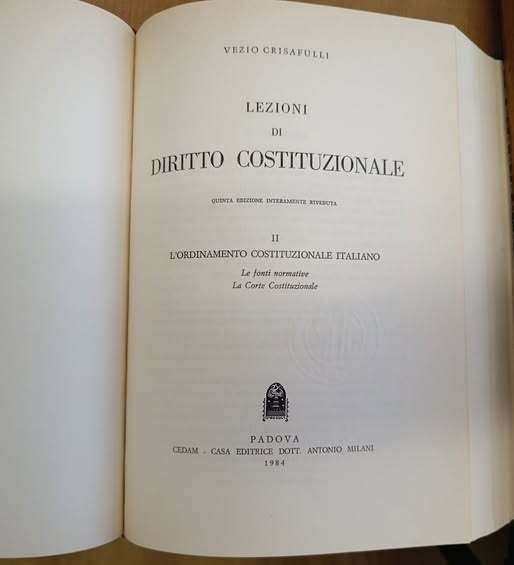 VEZIO CRISAFULLI
LEZIONI
DI
DIRITTO COSTITUZIONALE
QUINTA EDIZIONE INTERAMENTE RIVEDUTA
II
L'ORDINAMENTO COSTITUZIONALE ITALIANO
Le fonti normative
La Corte Costituzionale
PADOVA
CEDAM - CASA EDITRICE DOTT. ANTONIO MILANI
1984